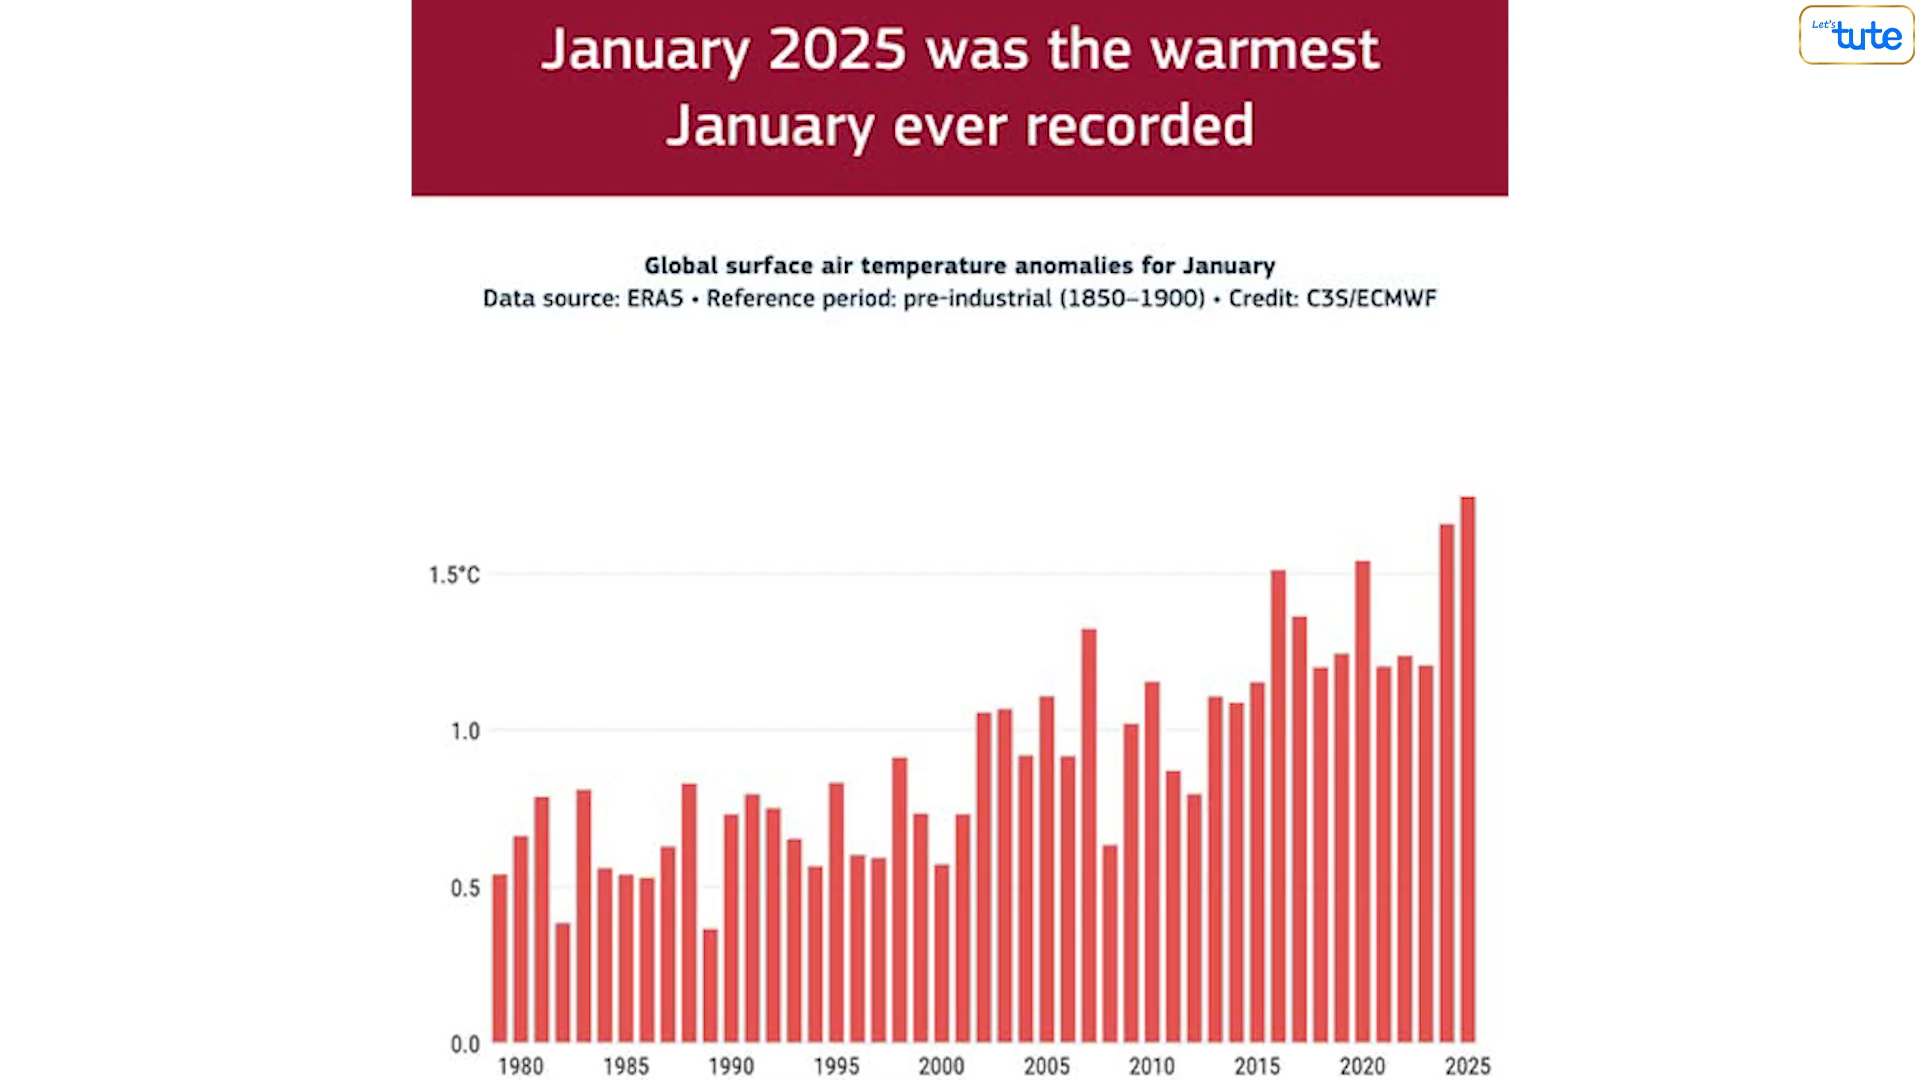 Let's
tute
January 2025 was the warmest
January ever recorded
Global surface air temperature anomalies for January
Data source: ERA5 • Reference period: pre-industrial (1850–1900) • Credit: C3S/ECMWF
1.5°C
1.0
0.5
0.0
1980 1985 1990 1995 2000 2005 2010 2015 2020 2025